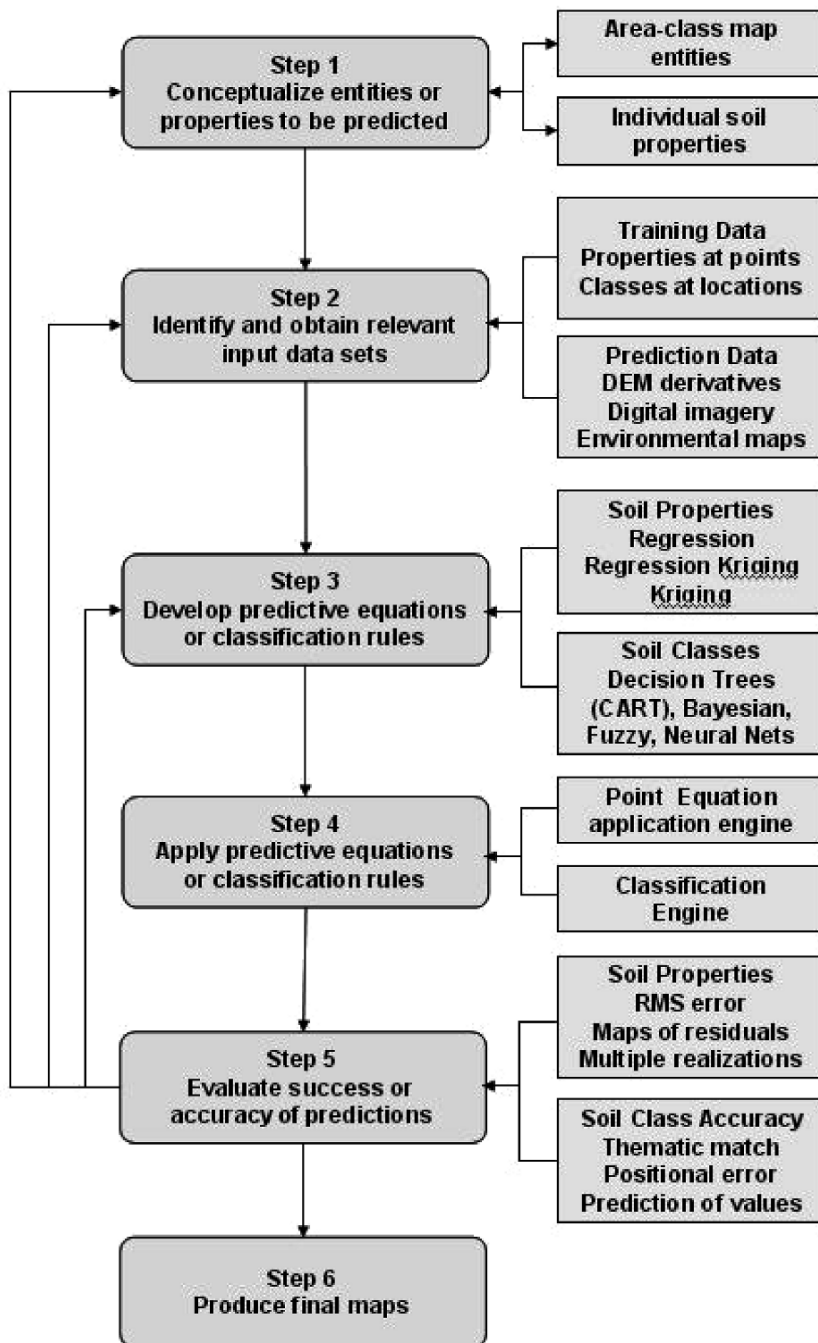 Step 1
Conceptualize entities or
properties to be predicted
Area-class map
entities
Individual soil
properties
Step 2
Identify and obtain relevant
input data sets
Training Data
Properties at points
Classes at locations
Prediction Data
DEM derivatives
Digital imagery
Environmental maps
Step 3
Develop predictive equations
or classification rules
Soil Properties
Regression
Regression Kriging
Kriging
Soil Classes
Decision Trees
(CART), Bayesian,
Fuzzy, Neural Nets
Step 4
Apply predictive equations
or classification rules
Point Equation
application engine
Classification
Engine
Step 5
Evaluate success or
accuracy of predictions
Soil Properties
RMS error
Maps of residuals
Multiple realizations
Soil Class Accuracy
Thematic match
Positional error
Prediction of values
Step 6
Produce final maps